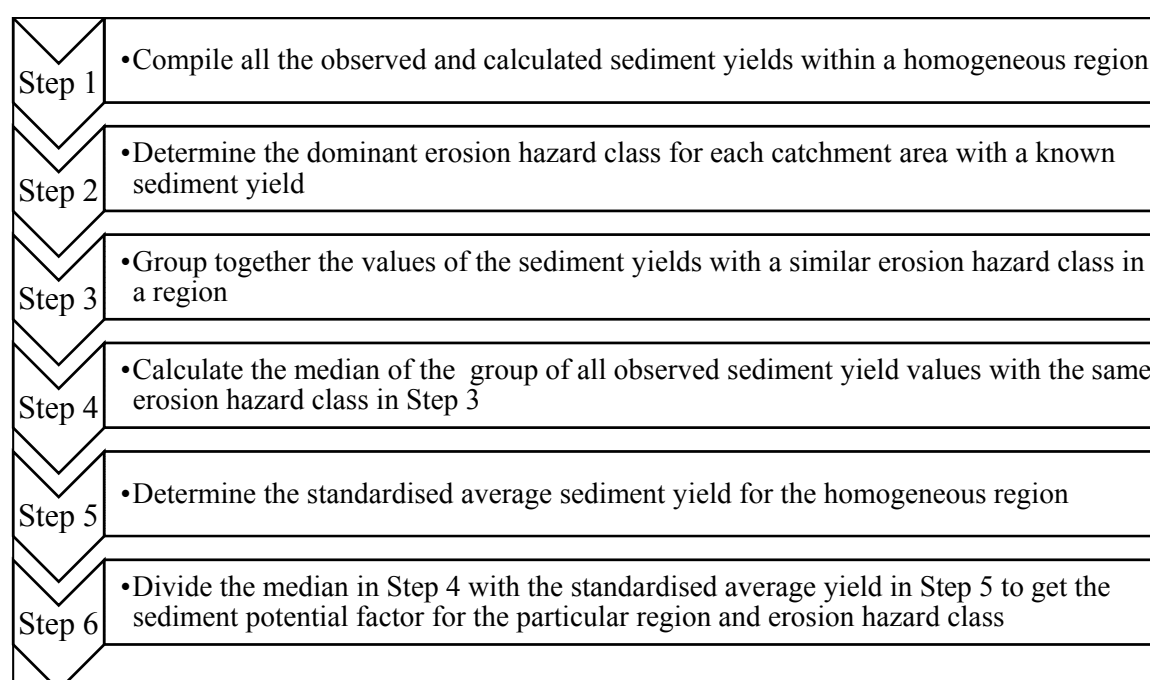 Step 1
•Compile all the observed and calculated sediment yields within a homogeneous region
Step 2
•Determine the dominant erosion hazard class for each catchment area with a known
sediment yield
Step 3
•Group together the values of the sediment yields with a similar erosion hazard class in
a region
Step 4
•Calculate the median of the  group of all observed sediment yield values with the same
erosion hazard class in Step 3
Step 5
•Determine the standardised average sediment yield for the homogeneous region
Step 6
•Divide the median in Step 4 with the standardised average yield in Step 5 to get the
sediment potential factor for the particular region and erosion hazard class